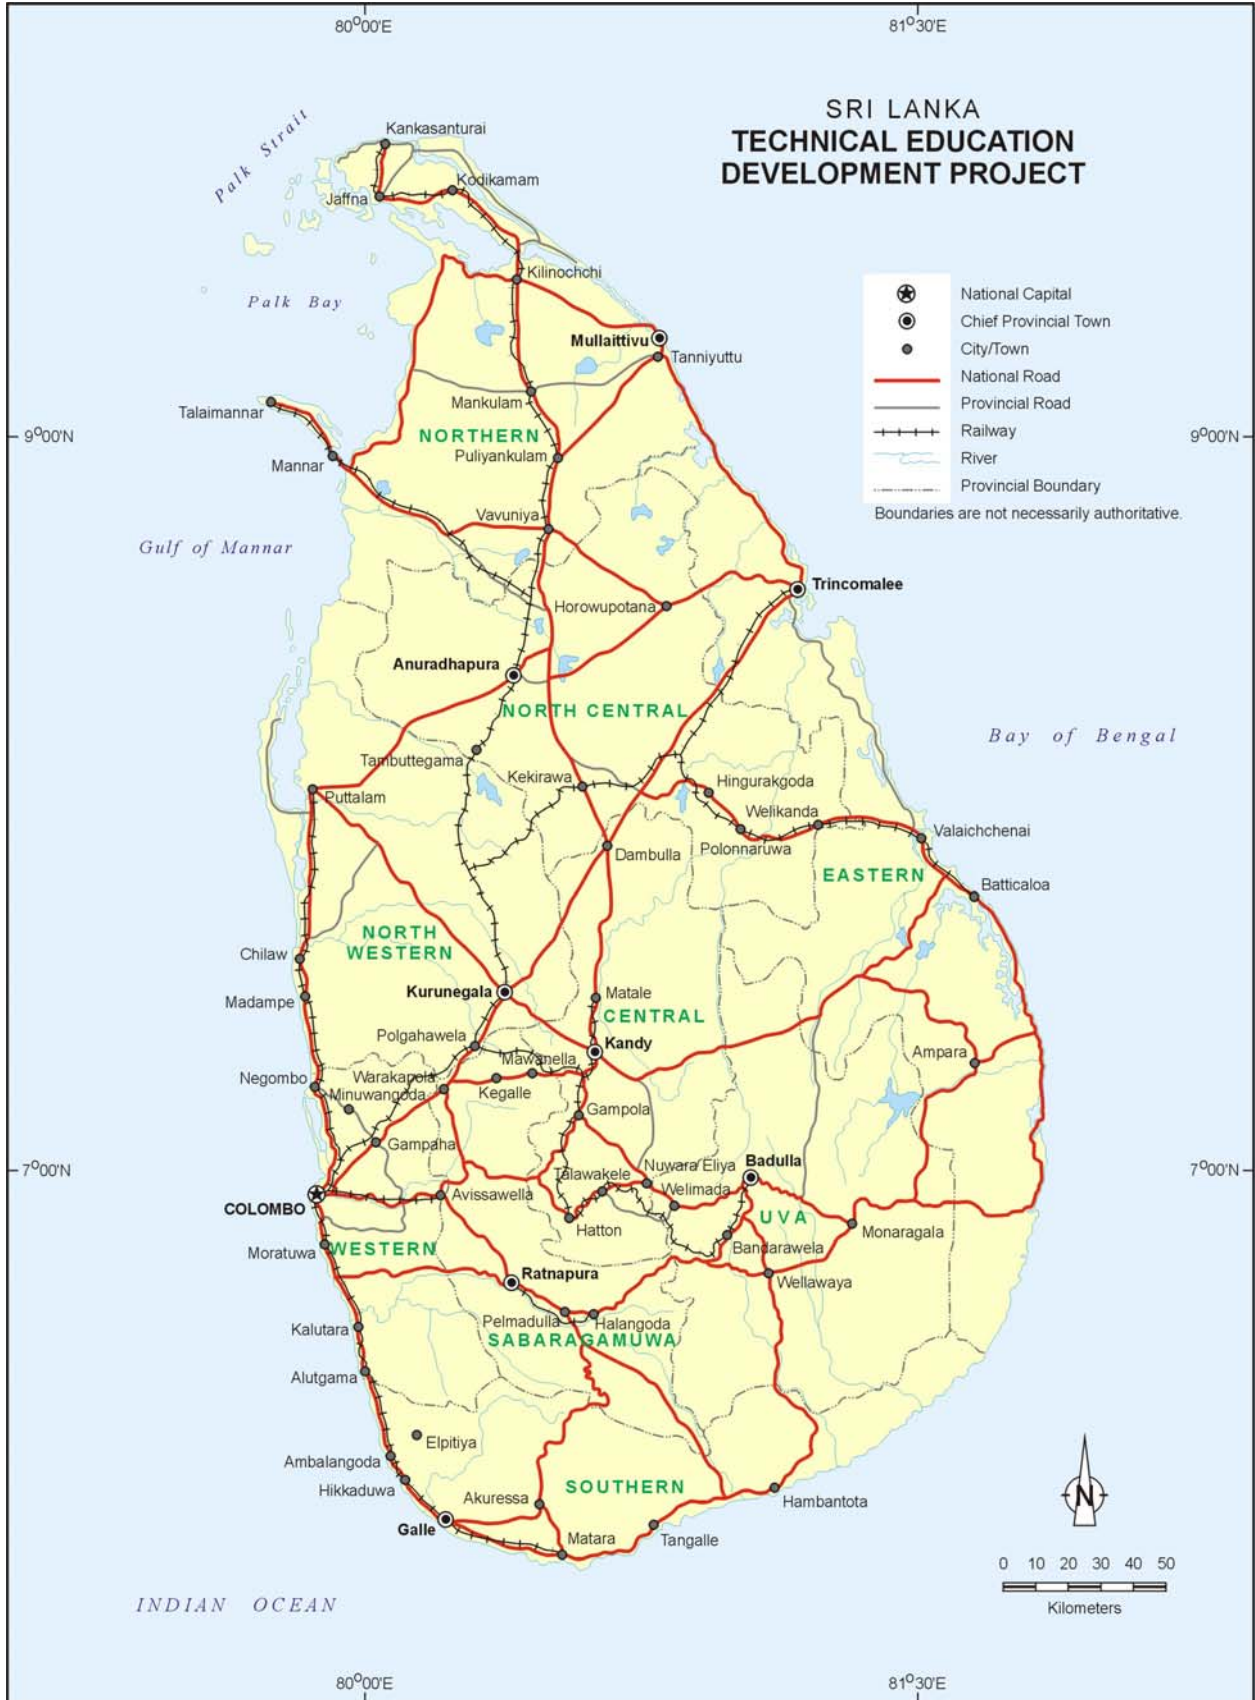 80°00'E
81°30'E
SRI LANKA
TECHNICAL EDUCATION
DEVELOPMENT PROJECT
Palk Strait
Kankasanturai
Kodikamam
Jaffna
Kilinochchi
Palk Bay
National Capital
Chief Provincial Town
City/Town
National Road
Provincial Road
Railway
River
Provincial Boundary
Boundaries are not necessarily authoritative.
Mullaittivu
Tanniyuttu
Mankulam
Talaimannar
9°00'N
9°00'N
NORTHERN
Puliyankulam
Mannar
Vavuniya
Gulf of Mannar
Trincomalee
Horowupotana
Anuradhapura
NORTH CENTRAL
Bay of Bengal
Tambuttegama
Kekirawa
Hingurakgoda
Puttalam
Welikanda
Valaichchenai
Polonnaruwa
Dambulla
EASTERN
Batticaloa
NORTH
WESTERN
Chilaw
Kurunegala
Matale
Madampe
CENTRAL
Polgahawela
Kandy
Ampara
Mawanella
Warakapola
Negombo
Kegalle
Minuwangoda
Gampola
Gampaha
7°00'N
7°00'N
Badulla
Nuwara Eliya
Talawakele
Welimada
Avissawella
COLOMBO
UVA
Hatton
Monaragala
Moratuwa
WESTERN
Bandarawela
Ratnapura
Wellawaya
Pelmadulla
Halangoda
Kalutara
SABARAGAMUWA
Alutgama
Elpitiya
Ambalangoda
Hikkaduwa
SOUTHERN
Akuressa
Hambantota
Galle
Matara
Tangalle
N
0 10 20 30 40 50
Kilometers
INDIAN OCEAN
80°00'E
81°30'E